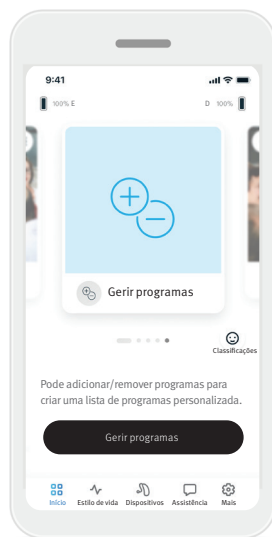 9:41
100% E D 100%
Gerir programas
Classificações
Pode adicionar/remover programas para
criar uma lista de programas personalizada.
Gerir programas
Início Estilo de vida Dispositivos Assistência Mais